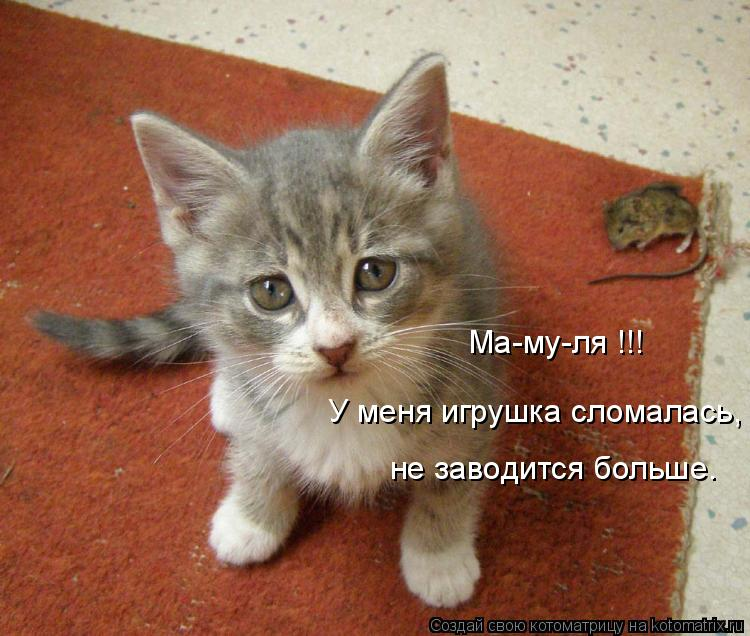 Ма-му-ля !!!
У меня игрушка сломалась,
не заводится больше.
Создай свою котоматрицу на kotomatrix.ru